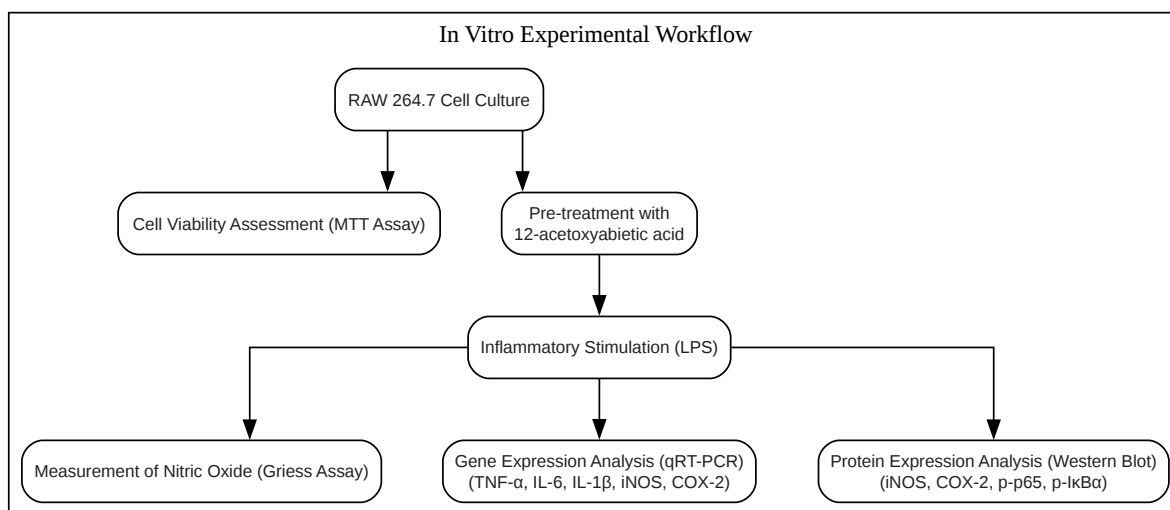 In Vitro Experimental Workflow
RAW 264.7 Cell Culture
Cell Viability Assessment (MTT Assay)
Pre-treatment with
12-acetoxyabietic acid
Inflammatory Stimulation (LPS)
Measurement of Nitric Oxide (Griess Assay)
Gene Expression Analysis (qRT-PCR)
(TNF-α, IL-6, IL-1β, iNOS, COX-2)
Protein Expression Analysis (Western Blot)
(iNOS, COX-2, p-p65, p-IκBα)